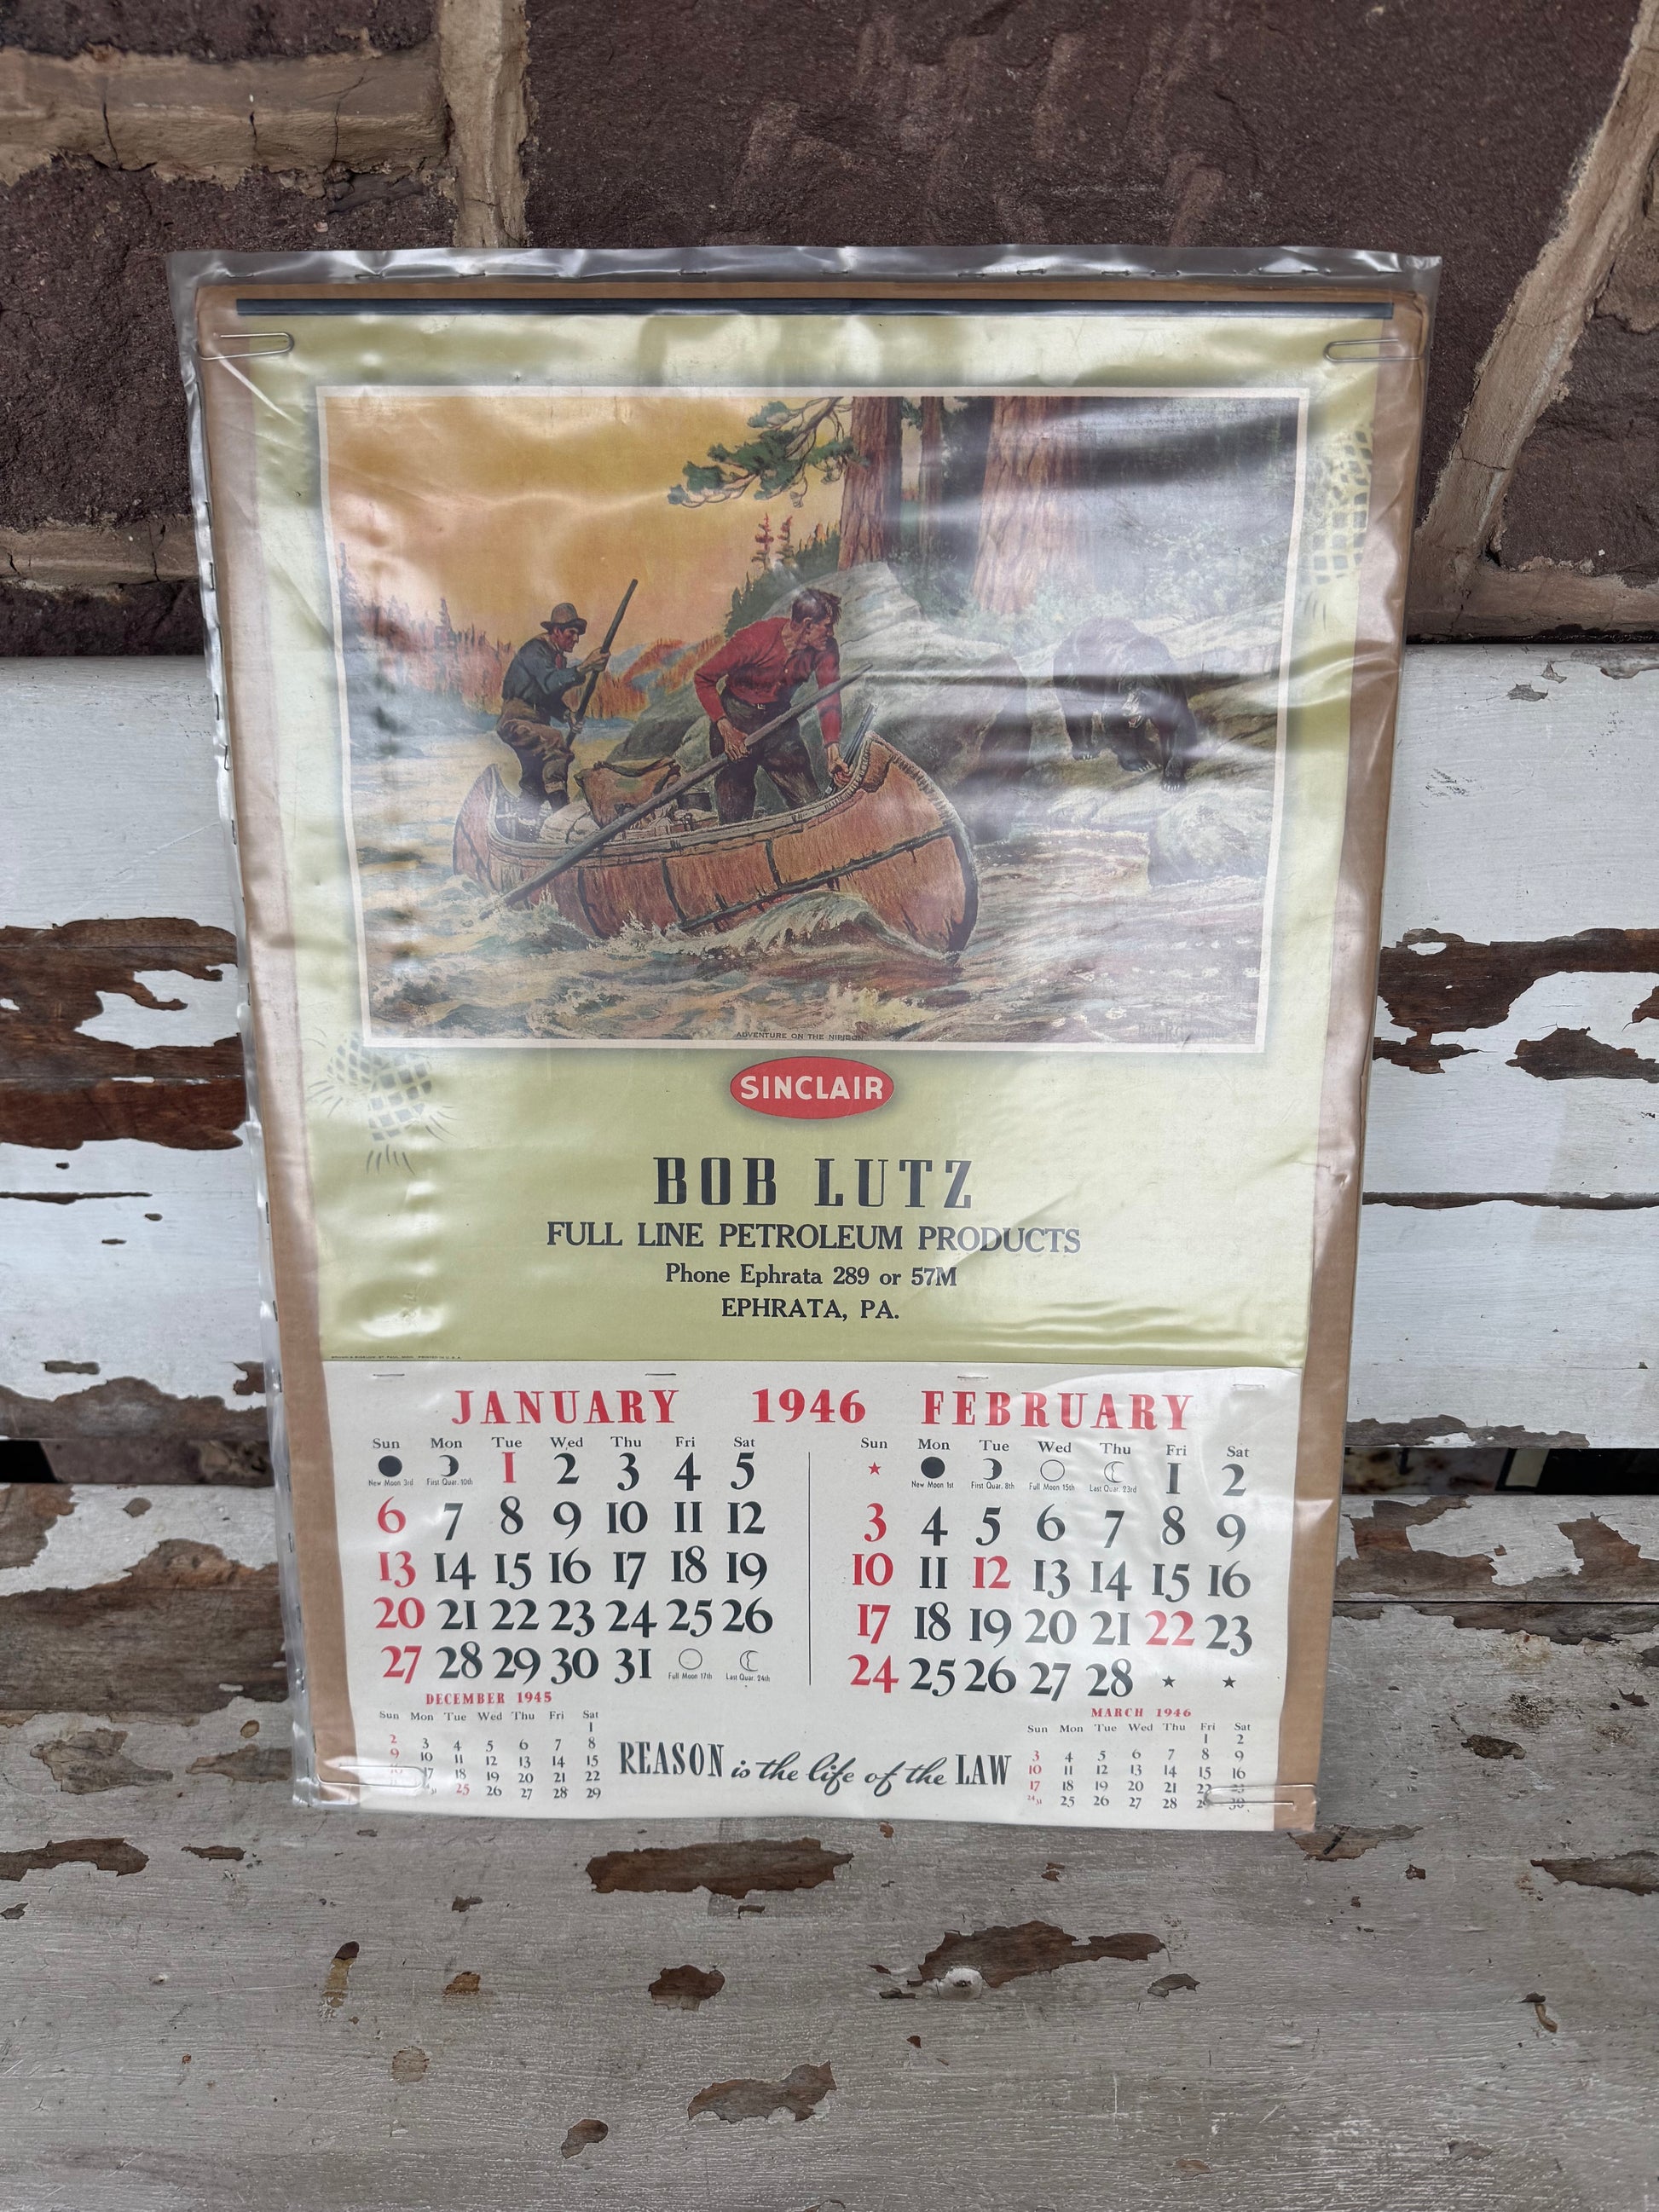 ADVENTURE ON THE NIPIGON
SINCLAIR
BOB LUTZ
FULL LINE PETROLEUM PRODUCTS
Phone Ephrata 289 or 57M
EPHRATA, PA.
JANUARY 1946 FEBRUARY
Sun Mon Tue Wed Thu Fri Sat
New Moon 3rd First Quar. 10th 1 2 3 4 5
6 7 8 9 10 11 12
13 14 15 16 17 18 19
20 21 22 23 24 25 26
27 28 29 30 31 Full Moon 17th Last Quar. 24th
Sun Mon Tue Wed Thu Fri Sat
New Moon 1st First Quar. 8th Full Moon 15th Last Quar. 23rd 1 2
3 4 5 6 7 8 9
10 11 12 13 14 15 16
17 18 19 20 21 22 23
24 25 26 27 28
DECEMBER 1945
Sun Mon Tue Wed Thu Fri Sat
1
2 3 4 5 6 7 8
9 10 11 12 13 14 15
16 17 18 19 20 21 22
25 26 27 28 29
REASON is the life of the LAW
MARCH 1946
Sun Mon Tue Wed Thu Fri Sat
1 2
3 4 5 6 7 8 9
10 11 12 13 14 15 16
17 18 19 20 21 22 23
24 31 25 26 27 28 29 30